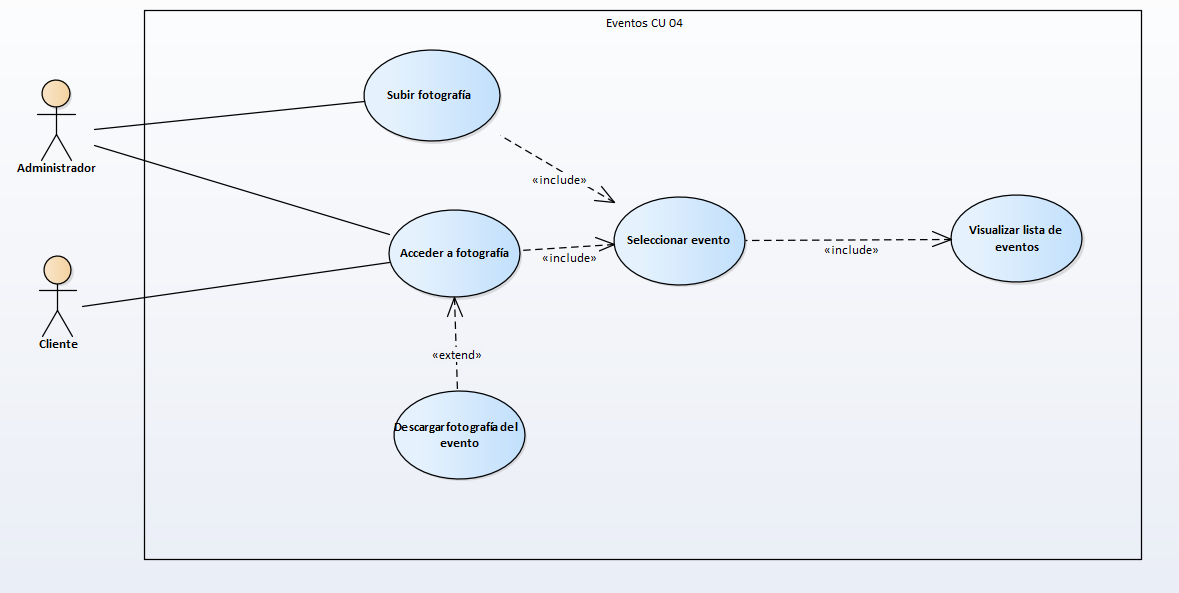 Eventos CU 04
Subir fotografía
Administrador
«include»
Seleccionar evento
Visualizar lista de
eventos
Acceder a fotografía
«include»
«include»
Cliente
«extend»
Descargar fotografía del
evento